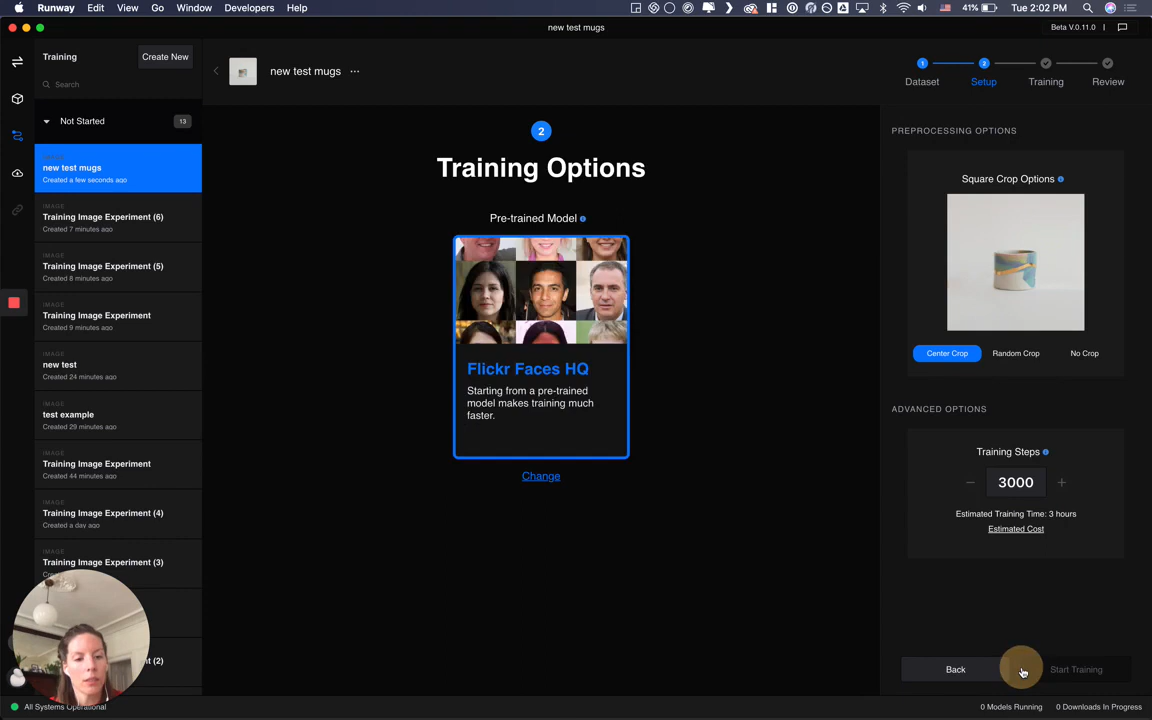 Runway File Edit View Go Window Developers Help
41% Tue 2:02 PM
new test mugs
Beta V.0.11.0
Training
Create New
Search
Not Started 13
IMAGE
new test mugs
Created a few seconds ago
IMAGE
Training Image Experiment (6)
Created 7 minutes ago
IMAGE
Training Image Experiment (5)
Created 8 minutes ago
IMAGE
Training Image Experiment
Created 9 minutes ago
IMAGE
new test
Created 24 minutes ago
IMAGE
test example
Created 29 minutes ago
IMAGE
Training Image Experiment
Created 44 minutes ago
IMAGE
Training Image Experiment (4)
Created a day ago
IMAGE
Training Image Experiment (3)
(2)
All Systems Operational
new test mugs
1 2
Dataset Setup Training Review
2
Training Options
Pre-trained Model
Flickr Faces HQ
Starting from a pre-trained
model makes training much
faster.
Change
PREPROCESSING OPTIONS
Square Crop Options
Center Crop Random Crop No Crop
ADVANCED OPTIONS
Training Steps
− 3000 +
Estimated Training Time: 3 hours
Estimated Cost
Back Start Training
0 Models Running 0 Downloads In Progress